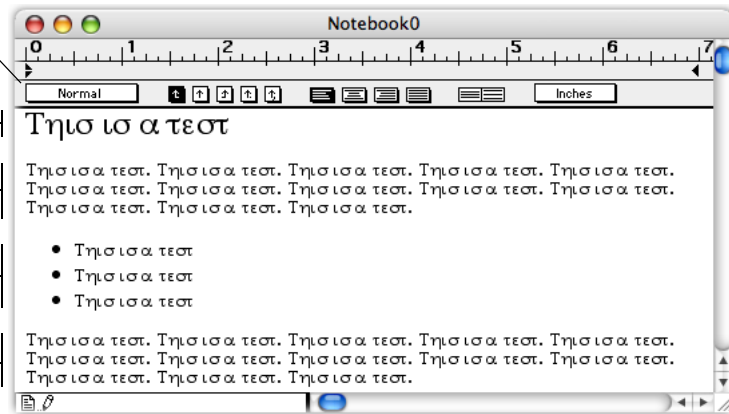 Notebook0
0 1 2 3 4 5 6 7
Normal Inches
Τηισ ισ α τεστ
Τηισ ισ α τεστ. Τηισ ισ α τεστ. Τηισ ισ α τεστ. Τηισ ισ α τεστ. Τηισ ισ α τεστ.
Τηισ ισ α τεστ. Τηισ ισ α τεστ. Τηισ ισ α τεστ. Τηισ ισ α τεστ. Τηισ ισ α τεστ.
Τηισ ισ α τεστ. Τηισ ισ α τεστ. Τηισ ισ α τεστ.
• Τηισ ισ α τεστ
• Τηισ ισ α τεστ
• Τηισ ισ α τεστ
Τηισ ισ α τεστ. Τηισ ισ α τεστ. Τηισ ισ α τεστ. Τηισ ισ α τεστ. Τηισ ισ α τεστ.
Τηισ ισ α τεστ. Τηισ ισ α τεστ. Τηισ ισ α τεστ. Τηισ ισ α τεστ. Τηισ ισ α τεστ.
Τηισ ισ α τεστ. Τηισ ισ α τεστ. Τηισ ισ α τεστ.